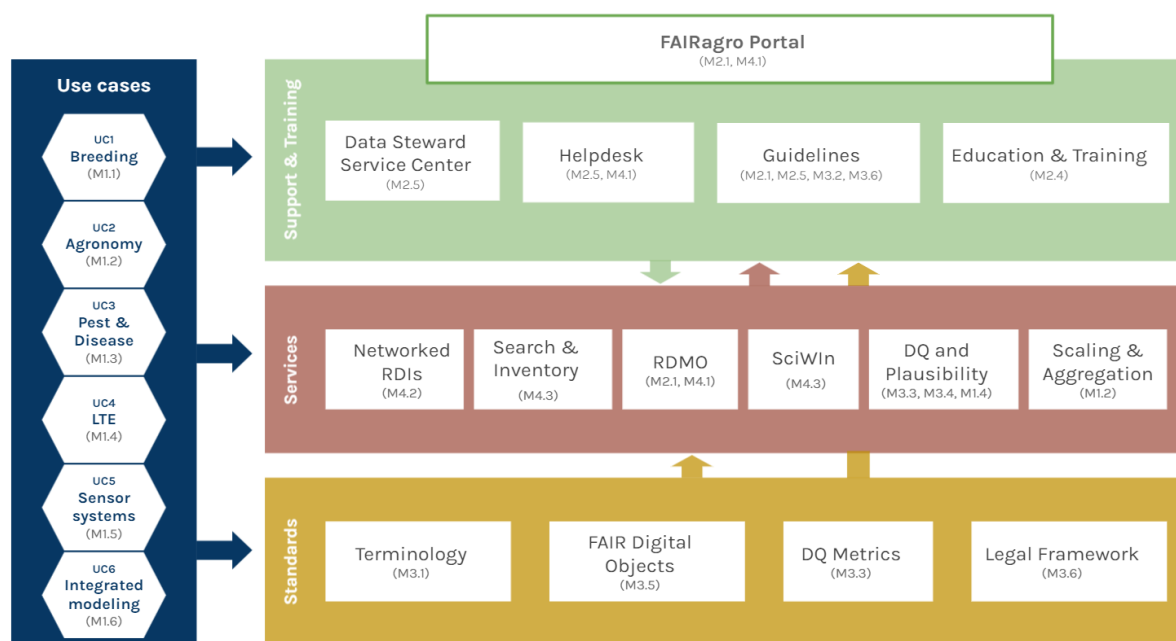 FAIRagro Portal
(M2.1, M4.1)
Use cases
UC1
Breeding
(M1.1)
UC2
Agronomy
(M1.2)
UC3
Pest &
Disease
(M1.3)
UC4
LTE
(M1.4)
UC5
Sensor
systems
(M1.5)
UC6
Integrated
modeling
(M1.6)
Support & Training
Data Steward
Service Center
(M2.5)
Helpdesk
(M2.5, M4.1)
Guidelines
(M2.1, M2.5, M3.2, M3.6)
Education & Training
(M2.4)
Services
Networked
RDIs
(M4.2)
Search &
Inventory
(M4.3)
RDMO
(M2.1, M4.1)
SciWIn
(M4.3)
DQ and
Plausibility
(M3.3, M3.4, M1.4)
Scaling &
Aggregation
(M1.2)
Standards
Terminology
(M3.1)
FAIR Digital
Objects
(M3.5)
DQ Metrics
(M3.3)
Legal Framework
(M3.6)